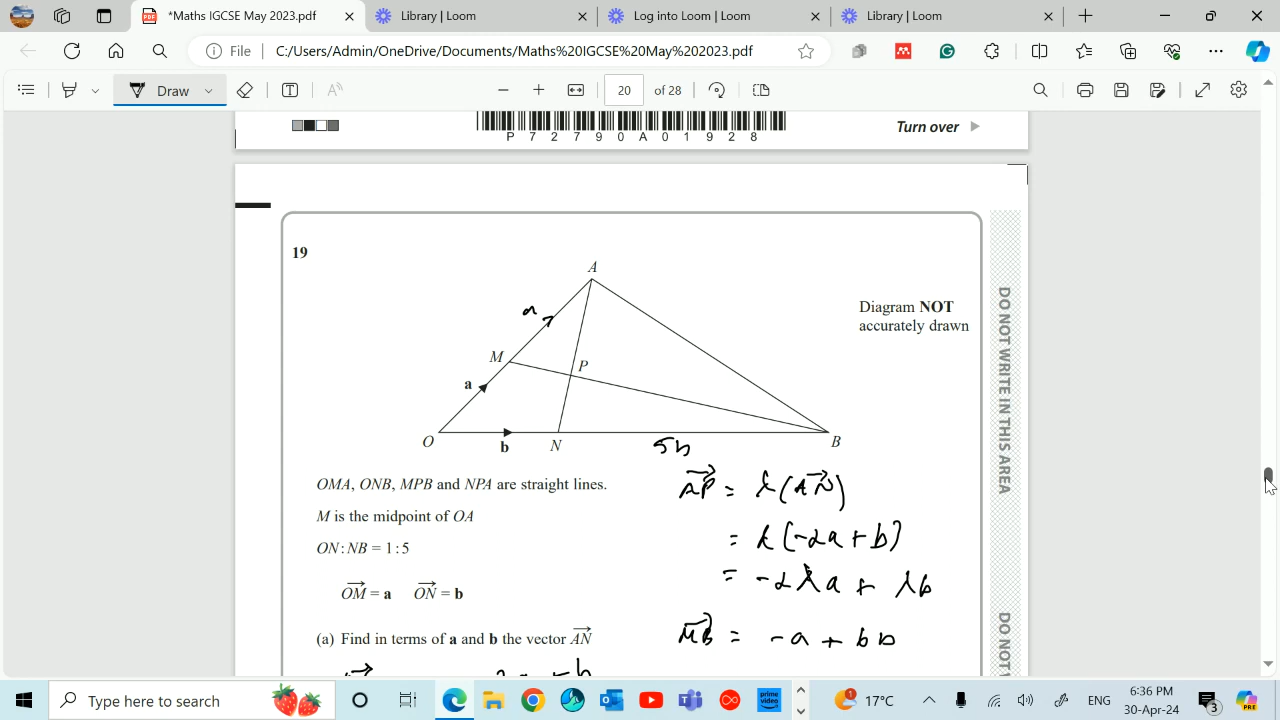 *Maths IGCSE May 2023.pdf
Library | Loom
Log into Loom | Loom
Library | Loom
File
C:/Users/Admin/OneDrive/Documents/Maths%20IGCSE%20May%202023.pdf
Draw
20
of 28
P 7 2 7 9 0 A 0 1 9 2 8
Turn over
19
A
Diagram NOT
accurately drawn
a
M
P
a
O
b
N
5b
B
OMA, ONB, MPB and NPA are straight lines.
M is the midpoint of OA
ON : NB = 1 : 5
OM = a ON = b
(a) Find in terms of a and b the vector AN
AP = λ(AN)
= λ(-2a + b)
= -2λa + λb
MB = -a + 6b
DO NOT WRITE IN THIS AREA
DO NOT
Type here to search
prime video
1
17°C
ENG
6:36 PM
30-Apr-24
3
PRE